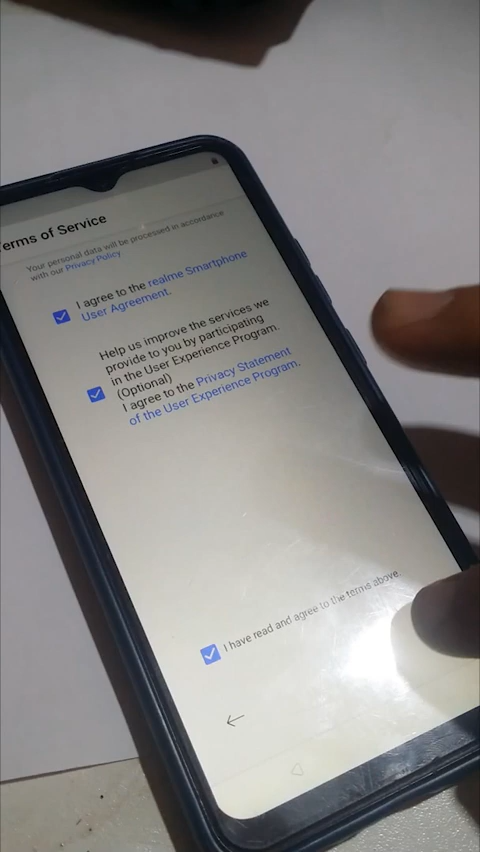 Terms of Service
Your personal data will be processed in accordance
with our Privacy Policy
I agree to the realme Smartphone
User Agreement.
Help us improve the services we
provide to you by participating
in the User Experience Program.
(Optional)
I agree to the Privacy Statement
of the User Experience Program.
I have read and agree to the terms above.